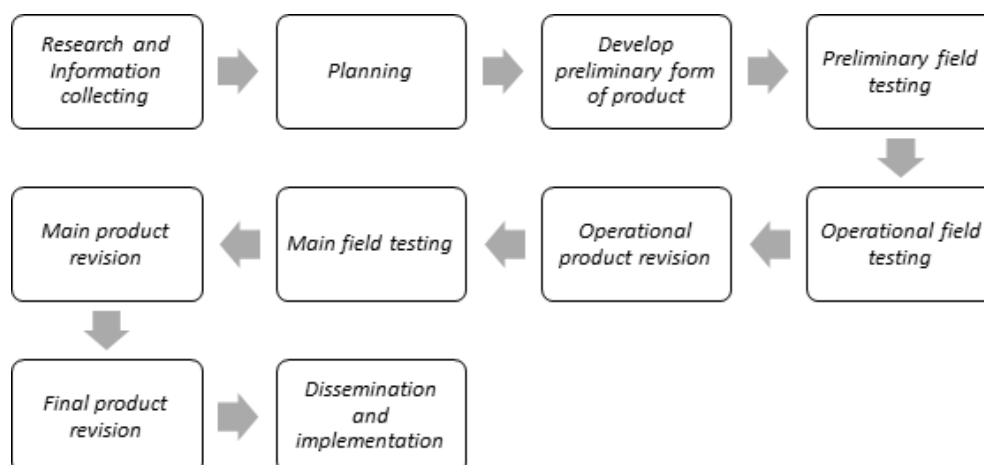 Research and
Information
collecting
Planning
Develop
preliminary form
of product
Preliminary field
testing
Operational field
testing
Operational
product revision
Main field testing
Main product
revision
Final product
revision
Dissemination
and
implementation